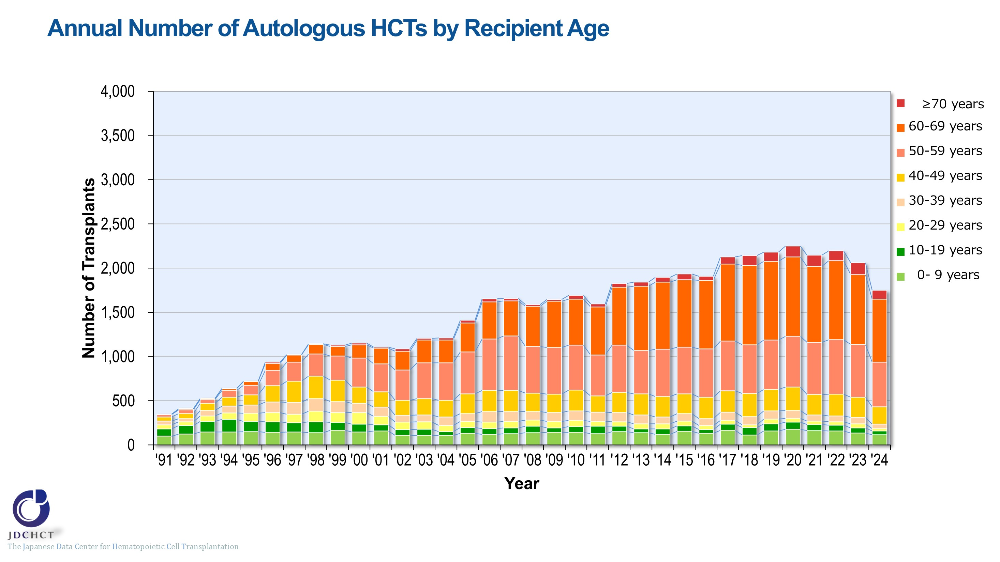 Annual Number of Autologous HCTs by Recipient Age
4,000
3,500
3,000
2,500
2,000
1,500
1,000
500
0
Number of Transplants
'91 '92 '93 '94 '95 '96 '97 '98 '99 '00 '01 '02 '03 '04 '05 '06 '07 '08 '09 '10 '11 '12 '13 '14 '15 '16 '17 '18 '19 '20 '21 '22 '23 '24
Year
≥70 years
60-69 years
50-59 years
40-49 years
30-39 years
20-29 years
10-19 years
0- 9 years
JDCHCT
The Japanese Data Center for Hematopoietic Cell Transplantation